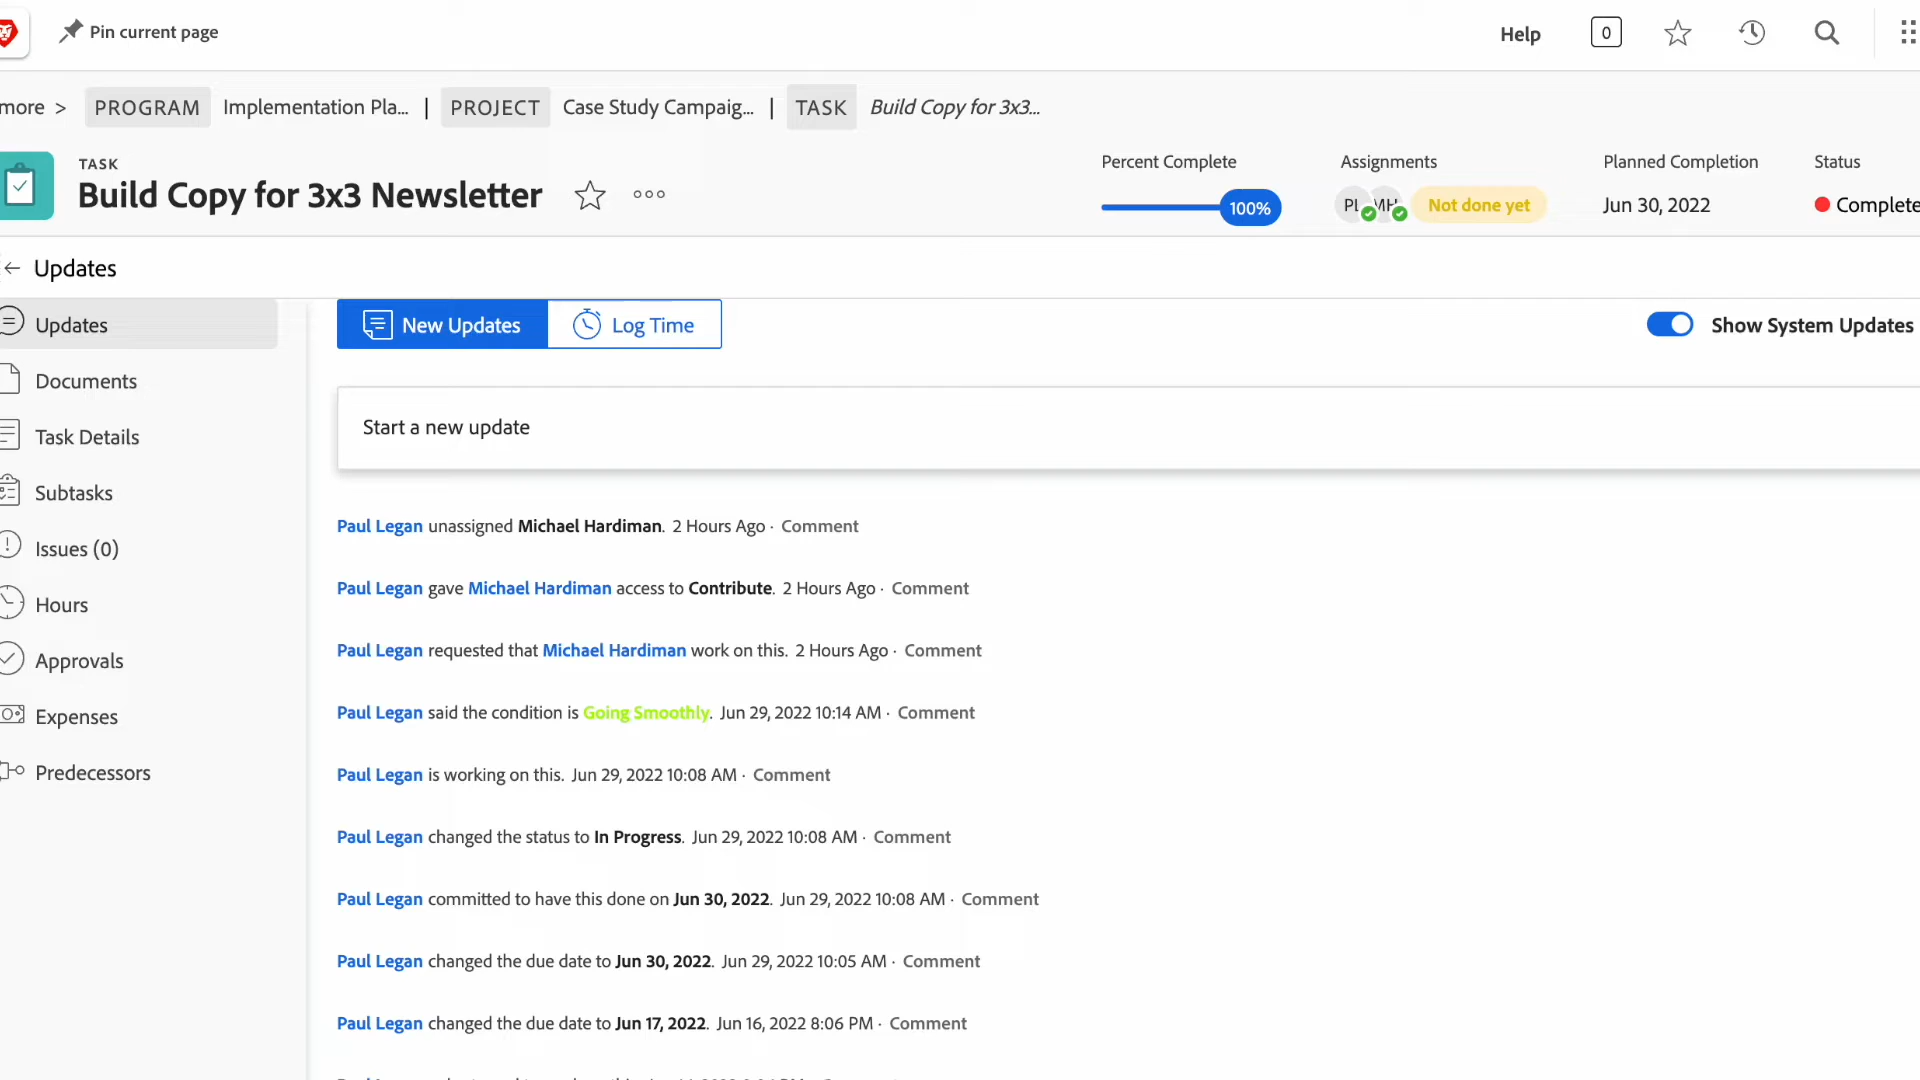 Pin current page
Help
0
more > PROGRAM Implementation Pla... | PROJECT Case Study Campaig... | TASK Build Copy for 3x3...
TASK
Build Copy for 3x3 Newsletter
Percent Complete
100%
Assignments
PL MH Not done yet
Planned Completion
Jun 30, 2022
Status
Complete
Updates
Updates
Documents
Task Details
Subtasks
Issues (0)
Hours
Approvals
Expenses
Predecessors
New Updates
Log Time
Show System Updates
Start a new update
Paul Legan unassigned Michael Hardiman. 2 Hours Ago · Comment
Paul Legan gave Michael Hardiman access to Contribute. 2 Hours Ago · Comment
Paul Legan requested that Michael Hardiman work on this. 2 Hours Ago · Comment
Paul Legan said the condition is Going Smoothly. Jun 29, 2022 10:14 AM · Comment
Paul Legan is working on this. Jun 29, 2022 10:08 AM · Comment
Paul Legan changed the status to In Progress. Jun 29, 2022 10:08 AM · Comment
Paul Legan committed to have this done on Jun 30, 2022. Jun 29, 2022 10:08 AM · Comment
Paul Legan changed the due date to Jun 30, 2022. Jun 29, 2022 10:05 AM · Comment
Paul Legan changed the due date to Jun 17, 2022. Jun 16, 2022 8:06 PM · Comment